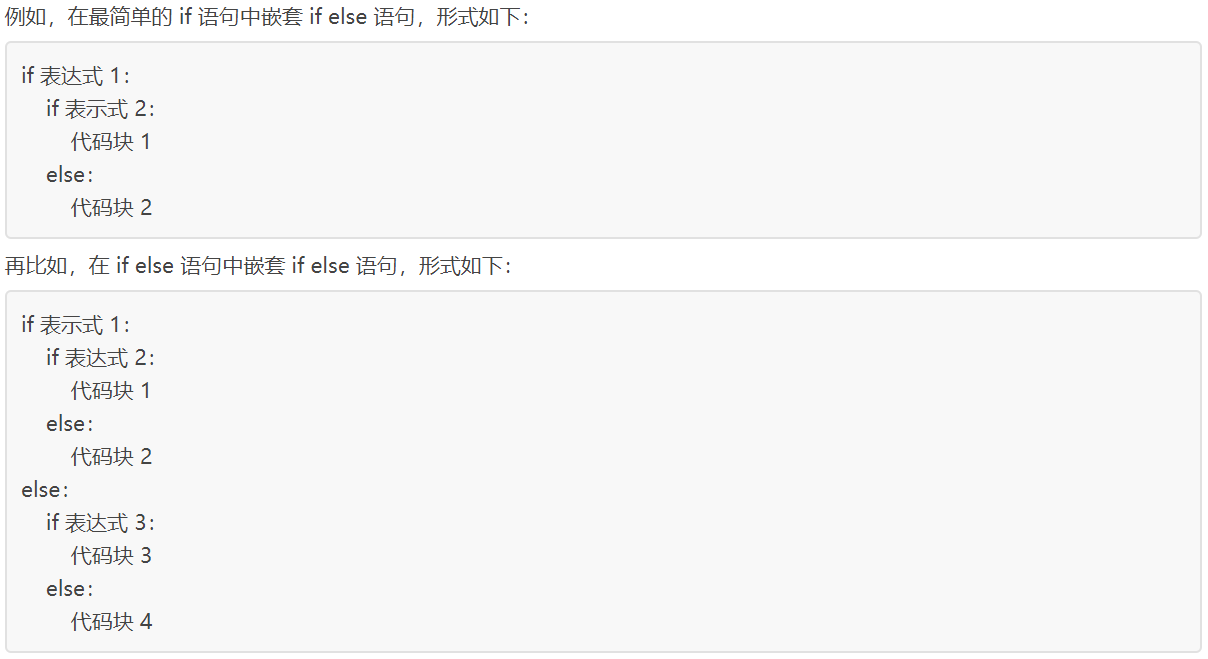 例如，在最简单的 if 语句中嵌套 if else 语句，形式如下：
if 表达式 1：
if 表示式 2：
代码块 1
else：
代码块 2
再比如，在 if else 语句中嵌套 if else 语句，形式如下：
if 表示式 1：
if 表达式 2：
代码块 1
else：
代码块 2
else：
if 表达式 3：
代码块 3
else：
代码块 4